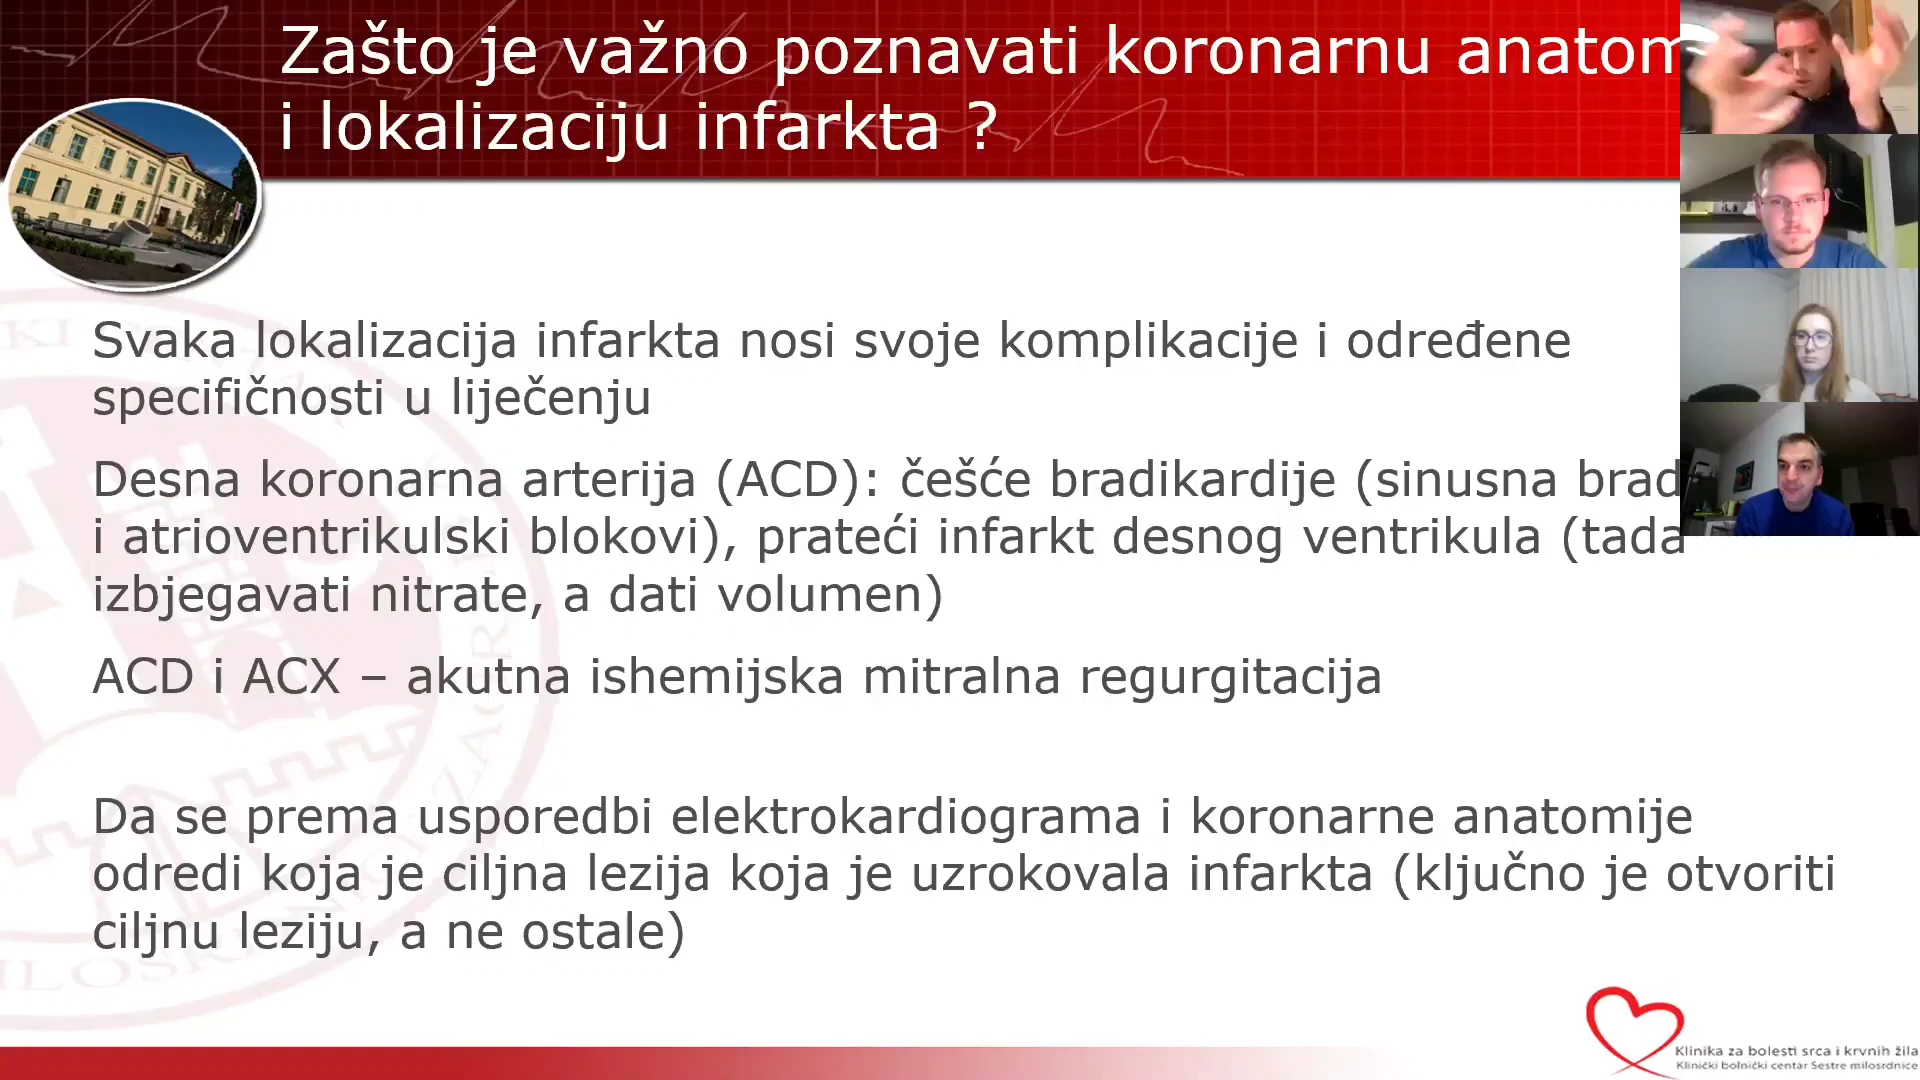 Zašto je važno poznavati koronarnu anatom
i lokalizaciju infarkta ?
Svaka lokalizacija infarkta nosi svoje komplikacije i određene
specifičnosti u liječenju
Desna koronarna arterija (ACD): češće bradikardije (sinusna brad
i atrioventrikulski blokovi), prateći infarkt desnog ventrikula (tada
izbjegavati nitrate, a dati volumen)
ACD i ACX – akutna ishemijska mitralna regurgitacija
Da se prema usporedbi elektrokardiograma i koronarne anatomije
odredi koja je ciljna lezija koja je uzrokovala infarkta (ključno je otvoriti
ciljnu leziju, a ne ostale)
Klinika za bolesti srca i krvnih žila
Klinički bolnički centar Sestre milosrdnice